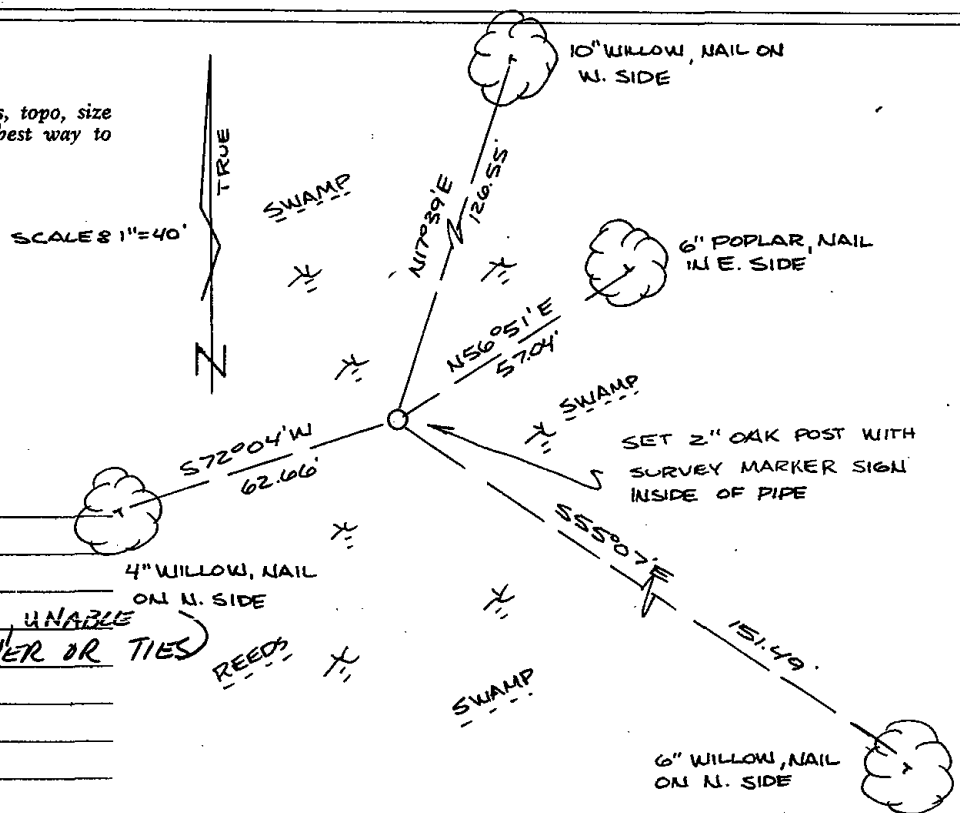 10" WILLOW, NAIL ON
W. SIDE
s, topo, size
best way to
TRUE
SWAMP
SCALE: 1"=40'
N17°39'E
126.55'
6" POPLAR, NAIL
IN E. SIDE
N56°51'E
57.04'
N
SWAMP
SET 2" OAK POST WITH
SURVEY MARKER SIGN
INSIDE OF PIPE
S72°04'W
62.66'
S55°07'E
4" WILLOW, NAIL
ON N. SIDE
UNABLE
ER OR TIES
REEDS
151.49'
SWAMP
6" WILLOW, NAIL
ON N. SIDE